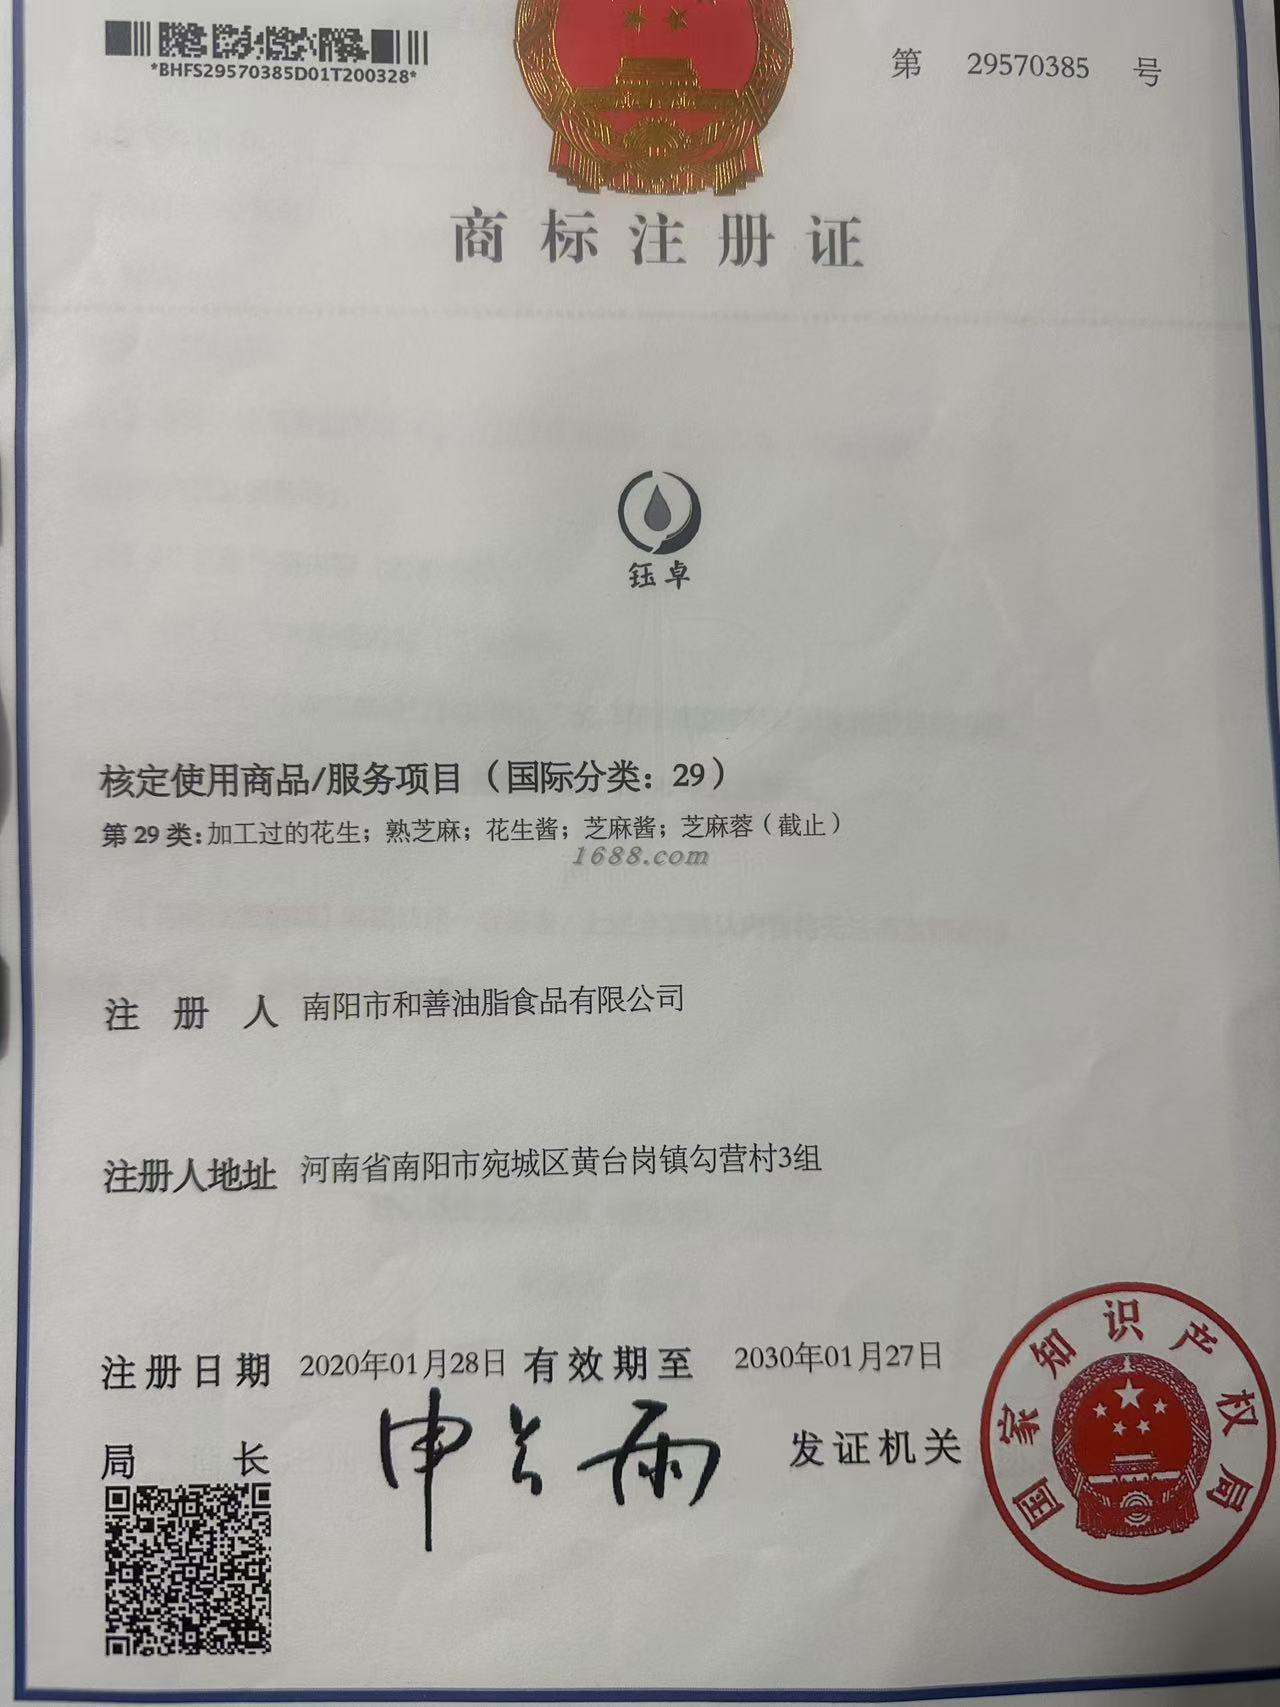 *BHFS29570385D01T200328*
第 29570385 号
商标注册证
钰卓
核定使用商品/服务项目（国际分类：29）
第29类：加工过的花生；熟芝麻；花生酱；芝麻酱；芝麻蓉（截止）
1688.com
注册人 南阳市和善油脂食品有限公司
注册人地址 河南省南阳市宛城区黄台岗镇勾营村3组
注册日期 2020年01月28日 有效期至 2030年01月27日
局长 申长雨 发证机关
国家知识产权局